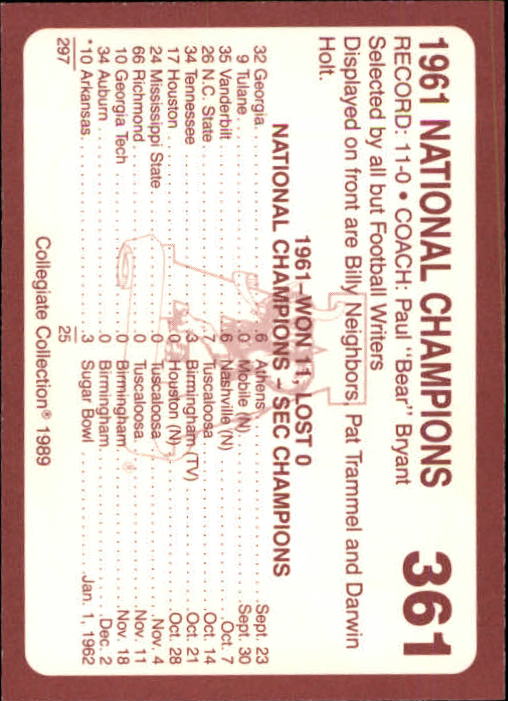 1961 NATIONAL CHAMPIONS 361
RECORD: 11-0 • COACH: Paul "Bear" Bryant
Selected by all but Football Writers
Displayed on front are Billy Neighbors, Pat Trammel and Darwin
Holt.
1961–WON 11, LOST 0
NATIONAL CHAMPIONS - SEC CHAMPIONS
32 Georgia 6 Athens Sept. 23
9 Tulane 0 Mobile (N) Sept. 30
35 Vanderbilt 6 Nashville (N) Oct. 7
26 N.C. State 7 Tuscaloosa Oct. 14
34 Tennessee 3 Birmingham (TV) Oct. 21
17 Houston 0 Houston (N) Oct. 28
24 Mississippi State 0 Tuscaloosa Nov. 4
66 Richmond 0 Tuscaloosa Nov. 11
10 Georgia Tech 0 Birmingham Nov. 18
34 Auburn 0 Birmingham Dec. 2
*10 Arkansas 3 Sugar Bowl Jan. 1, 1962
297 25
Collegiate Collection® 1989